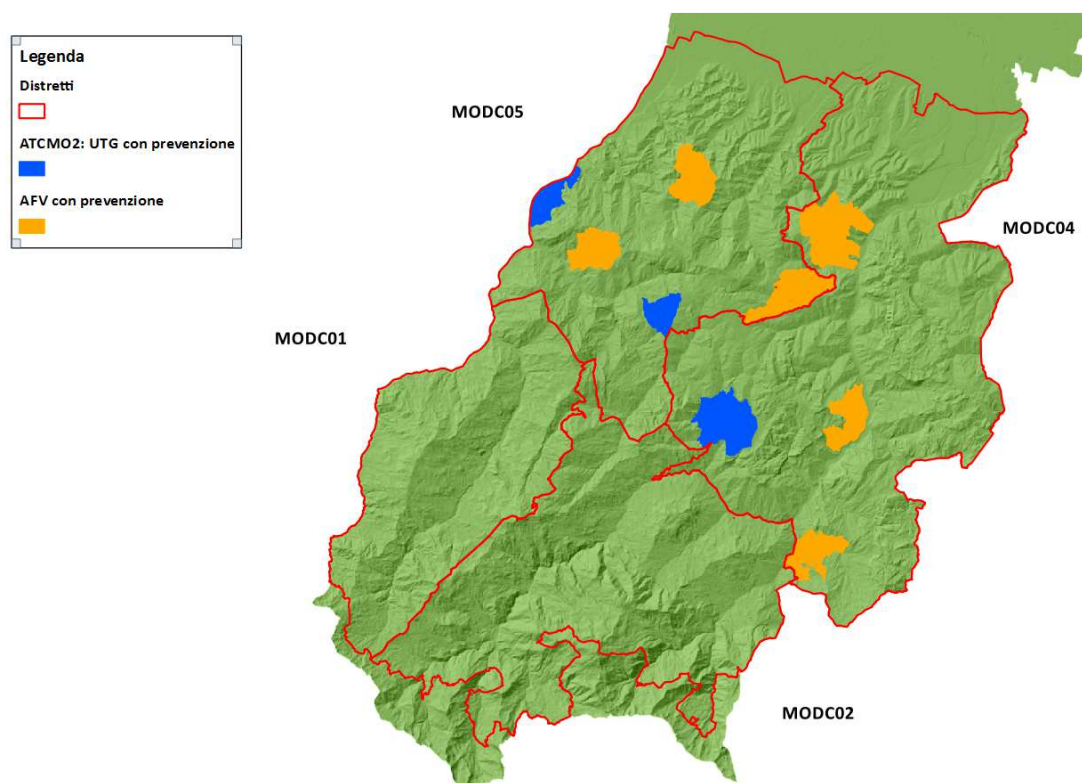 Legenda
Distretti
ATCMO2: UTG con prevenzione
AFV con prevenzione
MODC05
MODC04
MODC01
MODC02